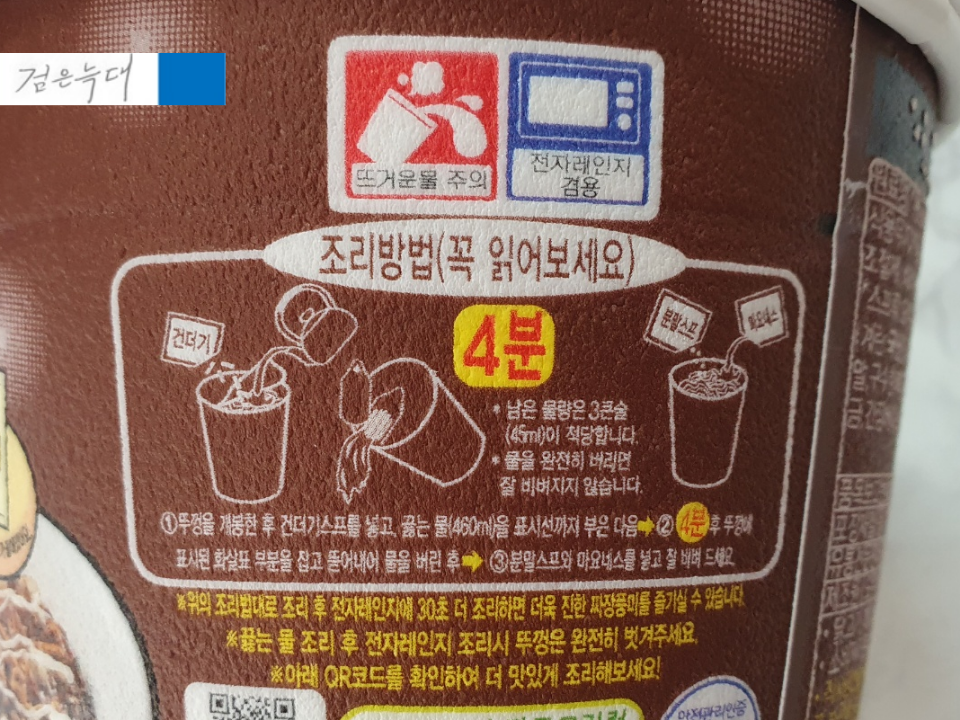 검은늑대
뜨거운물 주의
전자레인지
겸용
조리방법(꼭 읽어보세요)
건더기
4분
분말스프
마요네스
* 남은 물량은 3큰술
(45ml)이 적당합니다.
* 물을 완전히 버리면
잘 비벼지지 않습니다.
①뚜껑을 개봉한 후 건더기스프를 넣고, 끓는 물(460ml)을 표시선까지 부은 다음➡② 4분 후 뚜껑에
표시된 화살표 부분을 잡고 뜯어내어 물을 버린 후➡③분말스프와 마요네스를 넣고 잘 비벼 드세요.
※위의 조리법대로 조리 후 전자레인지에 30초 더 조리하면 더욱 진한 짜장풍미를 즐기실 수 있습니다.
※끓는 물 조리 후 전자레인지 조리시 뚜껑은 완전히 벗겨주세요.
※아래 QR코드를 확인하여 더 맛있게 조리해보세요!
안전관리인증